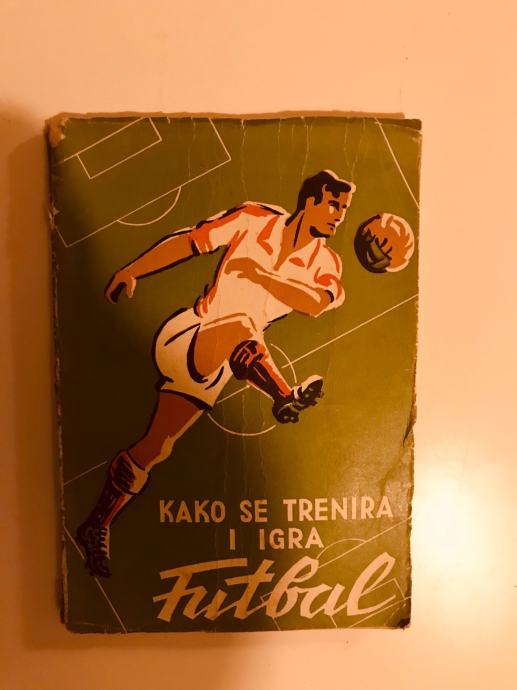 KAKO SE TRENIRA
I IGRA
Futbal